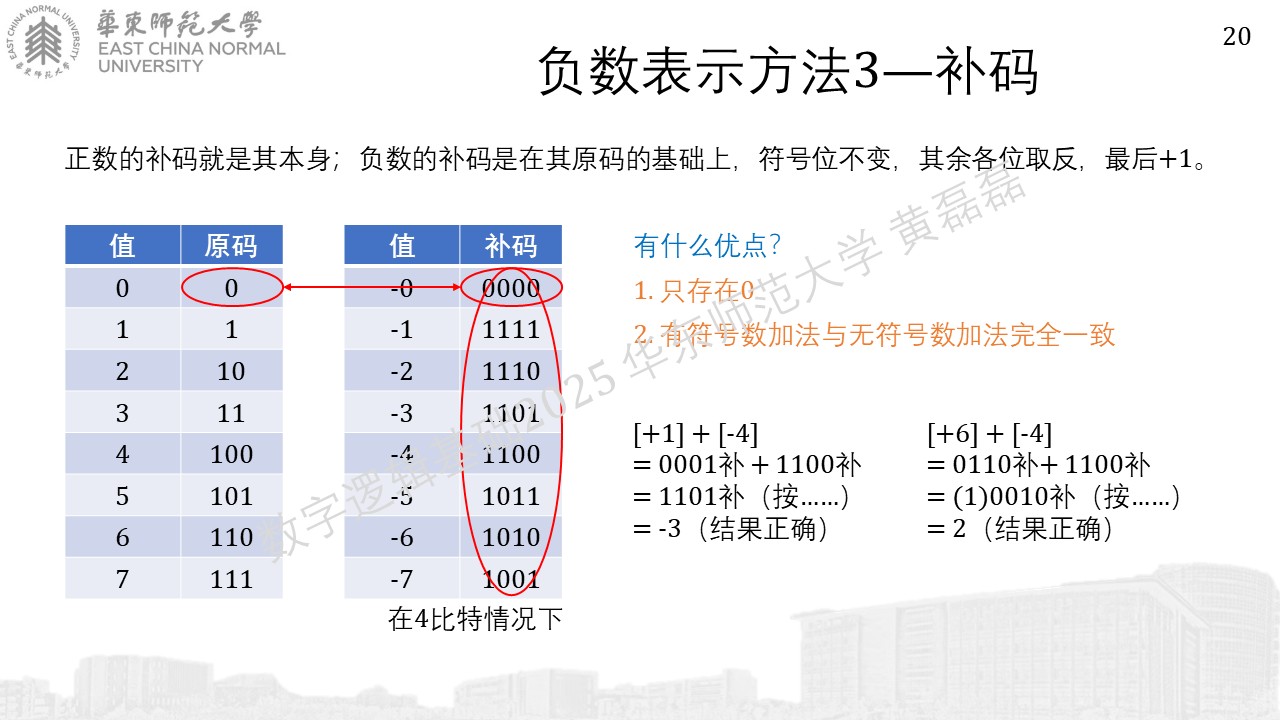 EAST CHINA NORMAL UNIVERSITY
華東師範大學
華東師範大學
EAST CHINA NORMAL
UNIVERSITY
20
负数表示方法3—补码
正数的补码就是其本身；负数的补码是在其原码的基础上，符号位不变，其余各位取反，最后+1。
值 原码
0 0
1 1
2 10
3 11
4 100
5 101
6 110
7 111
值 补码
-0 0000
-1 1111
-2 1110
-3 1101
-4 1100
-5 1011
-6 1010
-7 1001
在4比特情况下
有什么优点？
1. 只存在0
2. 有符号数加法与无符号数加法完全一致
[+1] + [-4]
= 0001补 + 1100补
= 1101补（按……）
= -3（结果正确）
[+6] + [-4]
= 0110补+ 1100补
= (1)0010补（按……）
= 2（结果正确）
数字逻辑基础2025 华东师范大学 黄磊磊